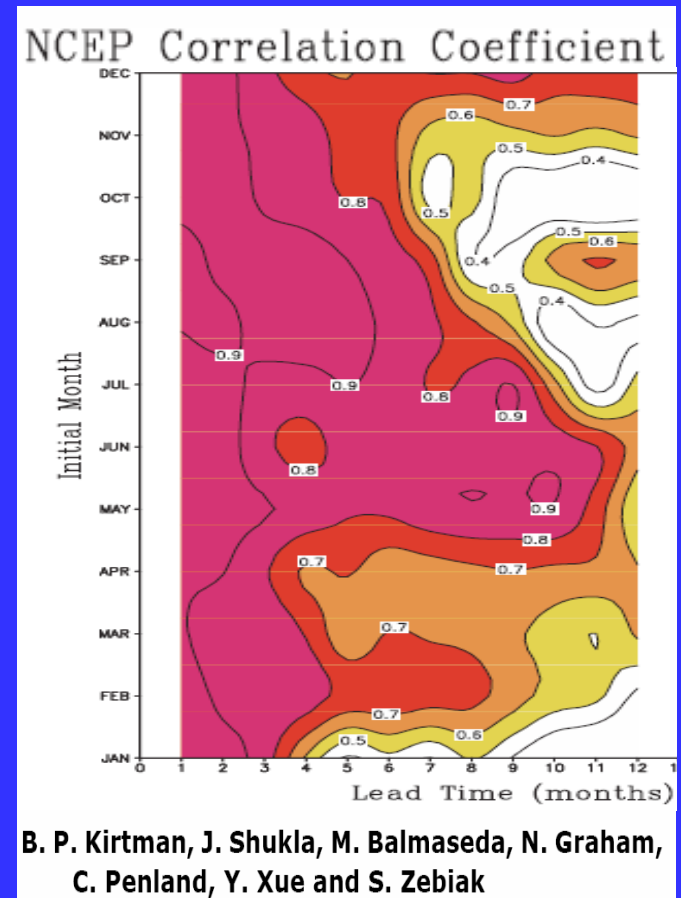 NCEP Correlation Coefficient
DEC
0.7
0.6
NOV
0.5
0.4
OCT
0.8
0.5
0.5
0.6
SEP
0.4
0.5
0.4
AUG
0.9
JUL
0.9
0.8
0.9
JUN
0.8
MAY
0.9
0.8
0.7
APR
0.7
MAR
0.7
FEB
0.7
0.6
0.5
JAN
0 1 2 3 4 5 6 7 8 9 10 11 12 1
Initial Month
Lead Time (months)
B. P. Kirtman, J. Shukla, M. Balmaseda, N. Graham,
C. Penland, Y. Xue and S. Zebiak